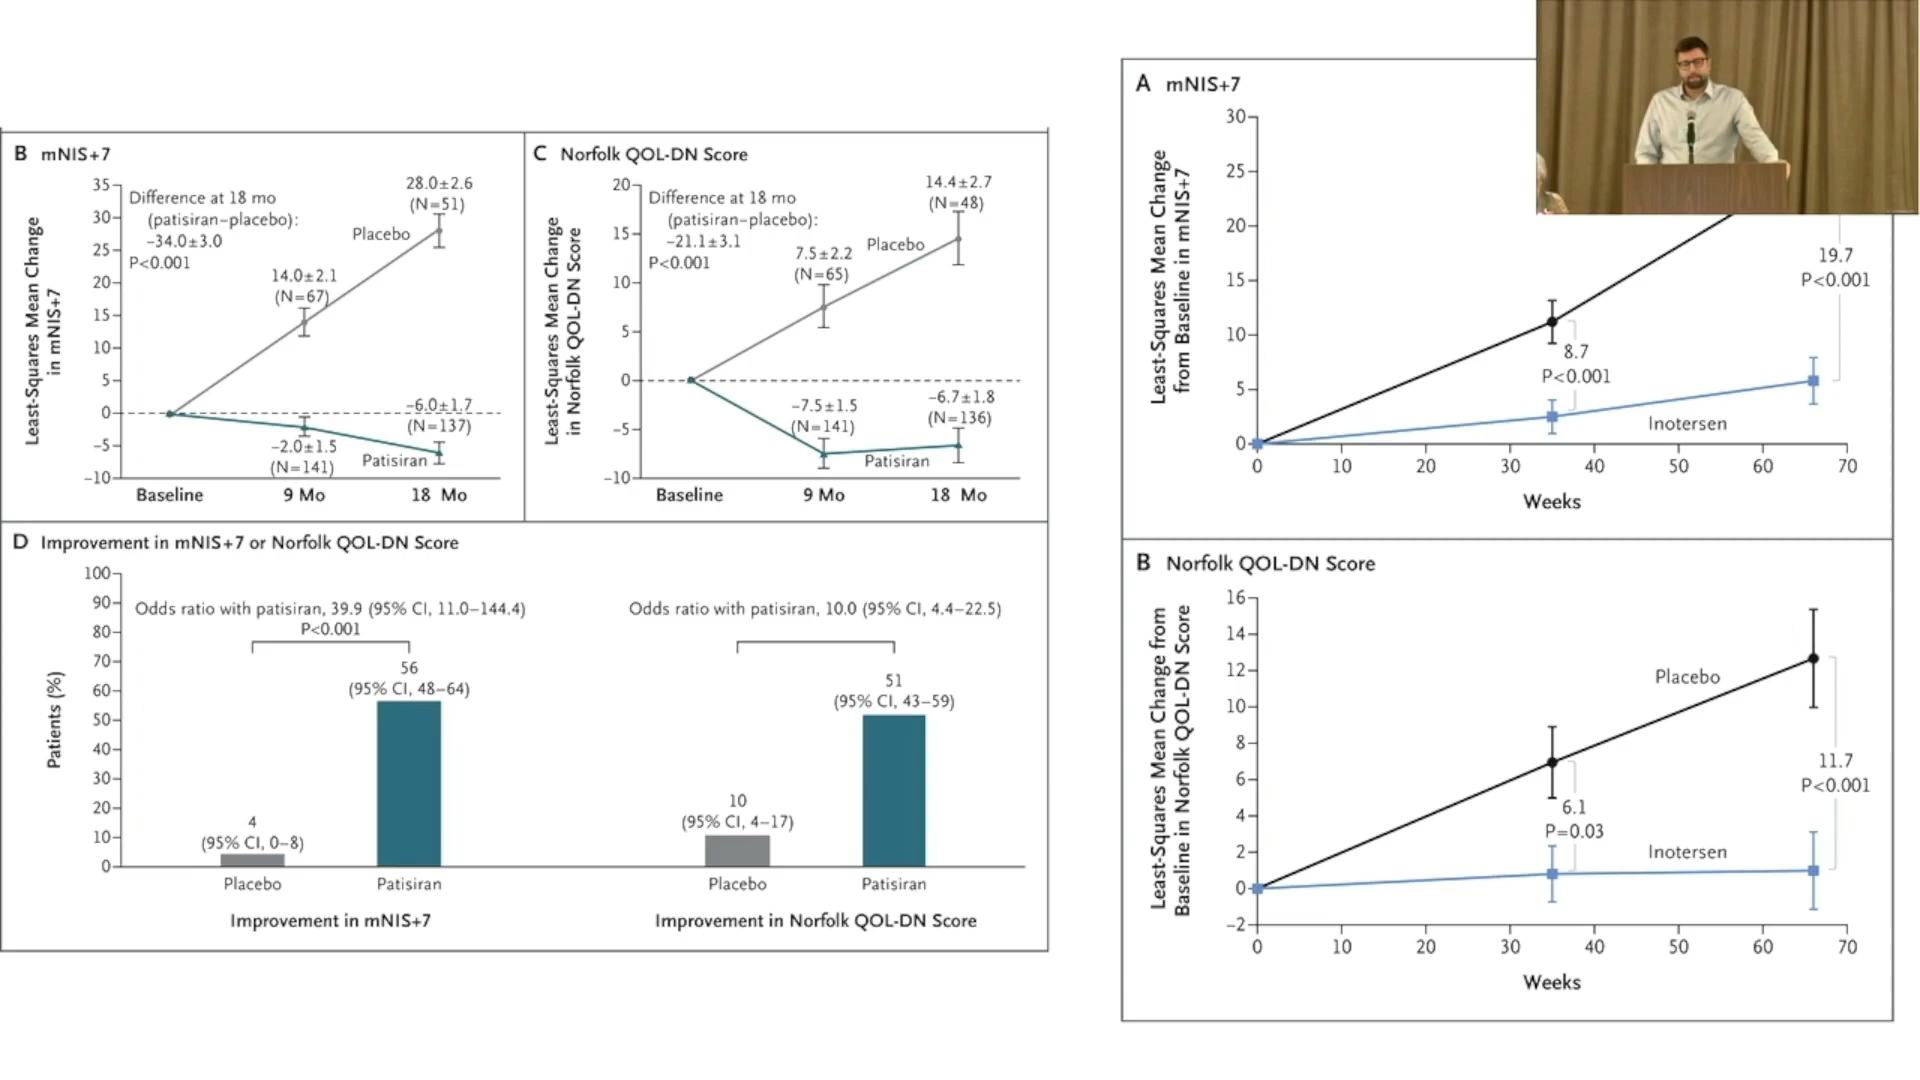 B mNIS+7
35
30
25
20
15
10
5
0
−5
−10
Least-Squares Mean Change
in mNIS+7
Difference at 18 mo
(patisiran–placebo):
−34.0±3.0
P<0.001
28.0±2.6
(N=51)
Placebo
14.0±2.1
(N=67)
−6.0±1.7
(N=137)
−2.0±1.5
(N=141)
Patisiran
Baseline
9 Mo
18 Mo
C Norfolk QOL-DN Score
20
15
10
5
0
−5
−10
Least-Squares Mean Change
in Norfolk QOL-DN Score
Difference at 18 mo
(patisiran–placebo):
−21.1±3.1
P<0.001
14.4±2.7
(N=48)
Placebo
7.5±2.2
(N=65)
−6.7±1.8
(N=136)
−7.5±1.5
(N=141)
Patisiran
Baseline
9 Mo
18 Mo
D Improvement in mNIS+7 or Norfolk QOL-DN Score
100
90
80
70
60
50
40
30
20
10
0
Patients (%)
Odds ratio with patisiran, 39.9 (95% CI, 11.0–144.4)
P<0.001
56
(95% CI, 48–64)
4
(95% CI, 0–8)
Placebo
Patisiran
Improvement in mNIS+7
Odds ratio with patisiran, 10.0 (95% CI, 4.4–22.5)
51
(95% CI, 43–59)
10
(95% CI, 4–17)
Placebo
Patisiran
Improvement in Norfolk QOL-DN Score
A mNIS+7
30
25
20
15
10
5
0
Least-Squares Mean Change
from Baseline in mNIS+7
19.7
P<0.001
8.7
P<0.001
Inotersen
0
10
20
30
40
50
60
70
Weeks
B Norfolk QOL-DN Score
16
14
12
10
8
6
4
2
0
−2
Least-Squares Mean Change from
Baseline in Norfolk QOL-DN Score
Placebo
11.7
P<0.001
6.1
P=0.03
Inotersen
0
10
20
30
40
50
60
70
Weeks